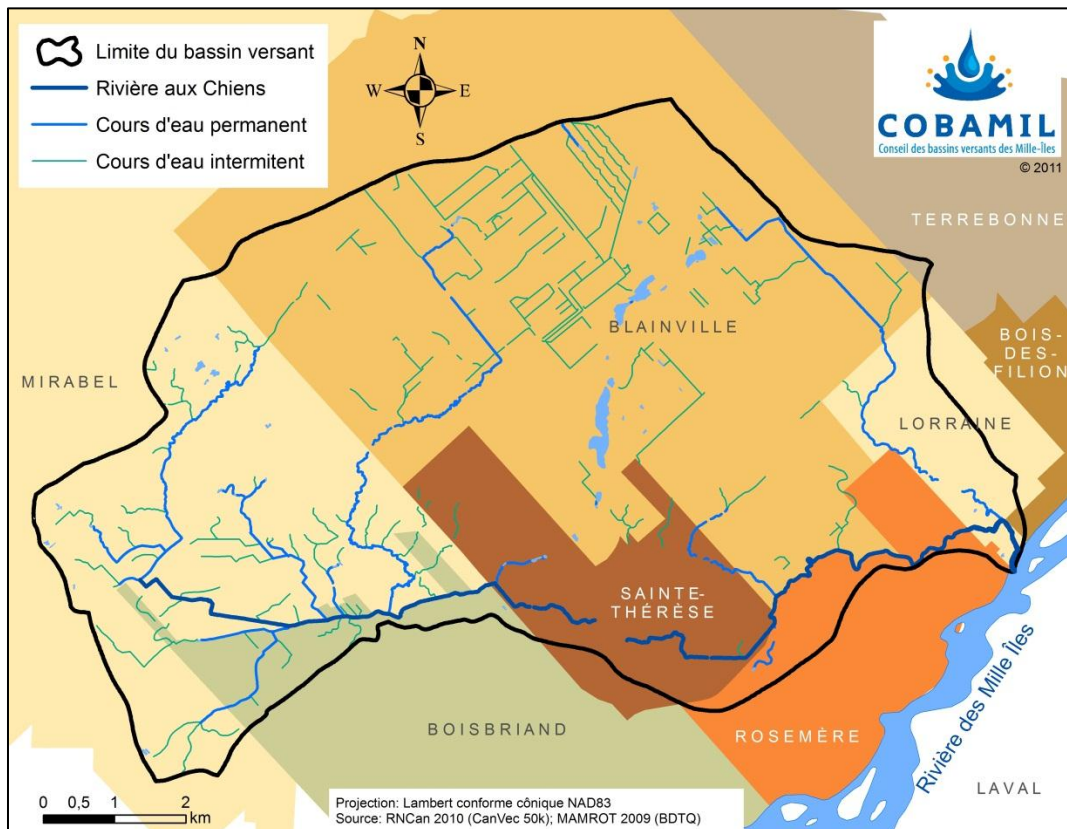 Limite du bassin versant
Rivière aux Chiens
Cours d'eau permanent
Cours d'eau intermitent
N
W
E
S
COBAMIL
Conseil des bassins versants des Mille-Îles
© 2011
TERREBONNE
BLAINVILLE
BOIS-
DES-
FILION
MIRABEL
LORRAINE
SAINTE-
THÉRÈSE
BOISBRIAND
ROSEMÈRE
Rivière des Mille Îles
LAVAL
0 0,5 1 2
km
Projection: Lambert conforme cônique NAD83
Source: RNCan 2010 (CanVec 50k); MAMROT 2009 (BDTQ)